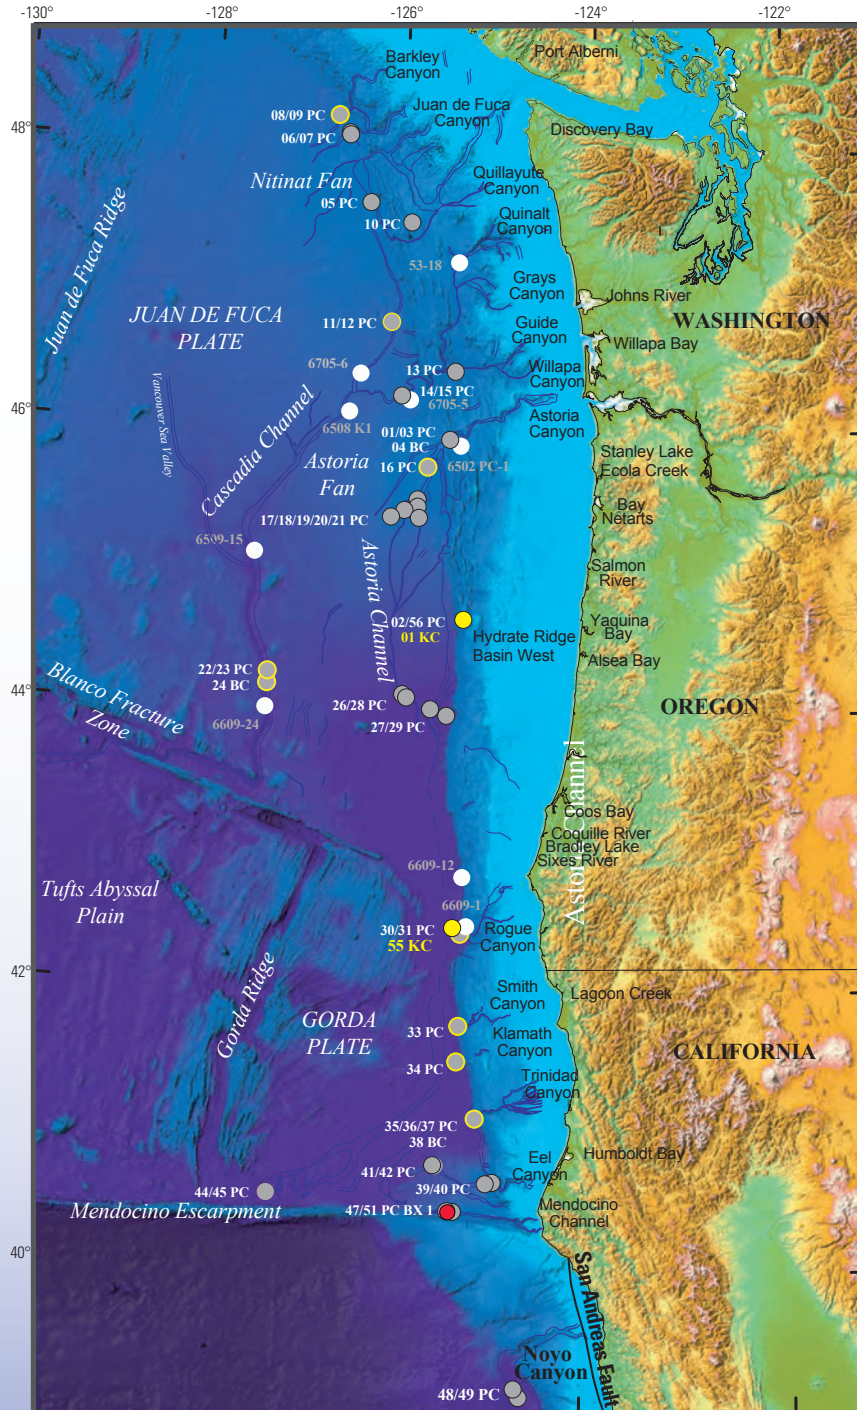 -130°
-128°
-126°
-124°
-122°
Port Alberni
Barkley
Canyon
08/09 PC
Juan de Fuca
Canyon
48°
06/07 PC
Discovery Bay
Nitinat Fan
Quillayute
Canyon
05 PC
Quinalt
Canyon
10 PC
Juan de Fuca Ridge
53-18
Grays
Canyon
Johns River
JUAN DE FUCA
PLATE
11/12 PC
Guide
Canyon
WASHINGTON
Willapa Bay
6705-6
13 PC
Willapa
Canyon
Vancouver Sea Valley
14/15 PC
6705-5
46°
Cascadia Channel
6508 K1
Astoria
Canyon
01/03 PC
04 BC
6502 PC-1
Astoria
Fan
16 PC
Stanley Lake
Ecola Creek
Bay
Netarts
17/18/19/20/21 PC
6509-15
Astoria Channel
Salmon
River
02/56 PC
01 KC
Hydrate Ridge
Basin West
Yaquina
Bay
Alsea Bay
22/23 PC
24 BC
44°
Blanco Fracture
Zone
6609-24
26/28 PC
27/29 PC
OREGON
Astoria Channel
Coos Bay
Coquille River
Bradley Lake
Sixes River
6609-12
Tufts Abyssal
Plain
6609-1
30/31 PC
55 KC
Rogue
Canyon
42°
Gorda Ridge
Smith
Canyon
Lagoon Creek
GORDA
PLATE
33 PC
Klamath
Canyon
CALIFORNIA
34 PC
Trinidad
Canyon
35/36/37 PC
38 BC
Humboldt Bay
Eel
Canyon
41/42 PC
39/40 PC
44/45 PC
Mendocino Escarpment
47/51 PC BX 1
Mendocino
Channel
40°
San Andreas Fault
Noyo
Canyon
48/49 PC